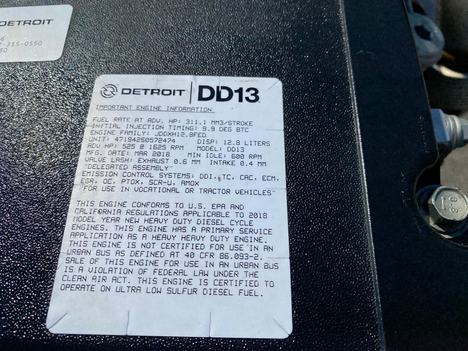 DETROIT
315-0550
DETROIT DD13
IMPORTANT ENGINE INFORMATION
FUEL RATE AT ADV. HP: 311.1 MM3/STROKE
INITIAL INJECTION TIMING: 9.9 DEG BTC
ENGINE FAMILY: JDDXH12.8FED
UNIT: 471942S0572474 DISP: 12.8 LITERS
ADV HP: 525 @ 1625 RPM MODEL: DD13
MFG. DATE: MAR 2018 MIN IDLE: 600 RPM
VALVE LASH: EXHAUST 0.6 MM INTAKE 0.4 MM
"DELEGATED ASSEMBLY"
EMISSION CONTROL SYSTEMS: DDI, TC, CAC, ECM,
EGR, OC, PTOX, SCR-U, AMOX
"FOR USE IN VOCATIONAL OR TRACTOR VEHICLES"
THIS ENGINE CONFORMS TO U.S. EPA AND
CALIFORNIA REGULATIONS APPLICABLE TO 2018
MODEL YEAR NEW HEAVY DUTY DIESEL CYCLE
ENGINES. THIS ENGINE HAS A PRIMARY SERVICE
APPLICATION AS A HEAVY HEAVY DUTY ENGINE.
THIS ENGINE IS NOT CERTIFIED FOR USE IN AN
URBAN BUS AS DEFINED AT 40 CFR 86.093-2.
SALE OF THIS ENGINE FOR USE IN AN URBAN BUS
IS A VIOLATION OF FEDERAL LAW UNDER THE
CLEAN AIR ACT. THIS ENGINE IS CERTIFIED TO
OPERATE ON ULTRA LOW SULFUR DIESEL FUEL.